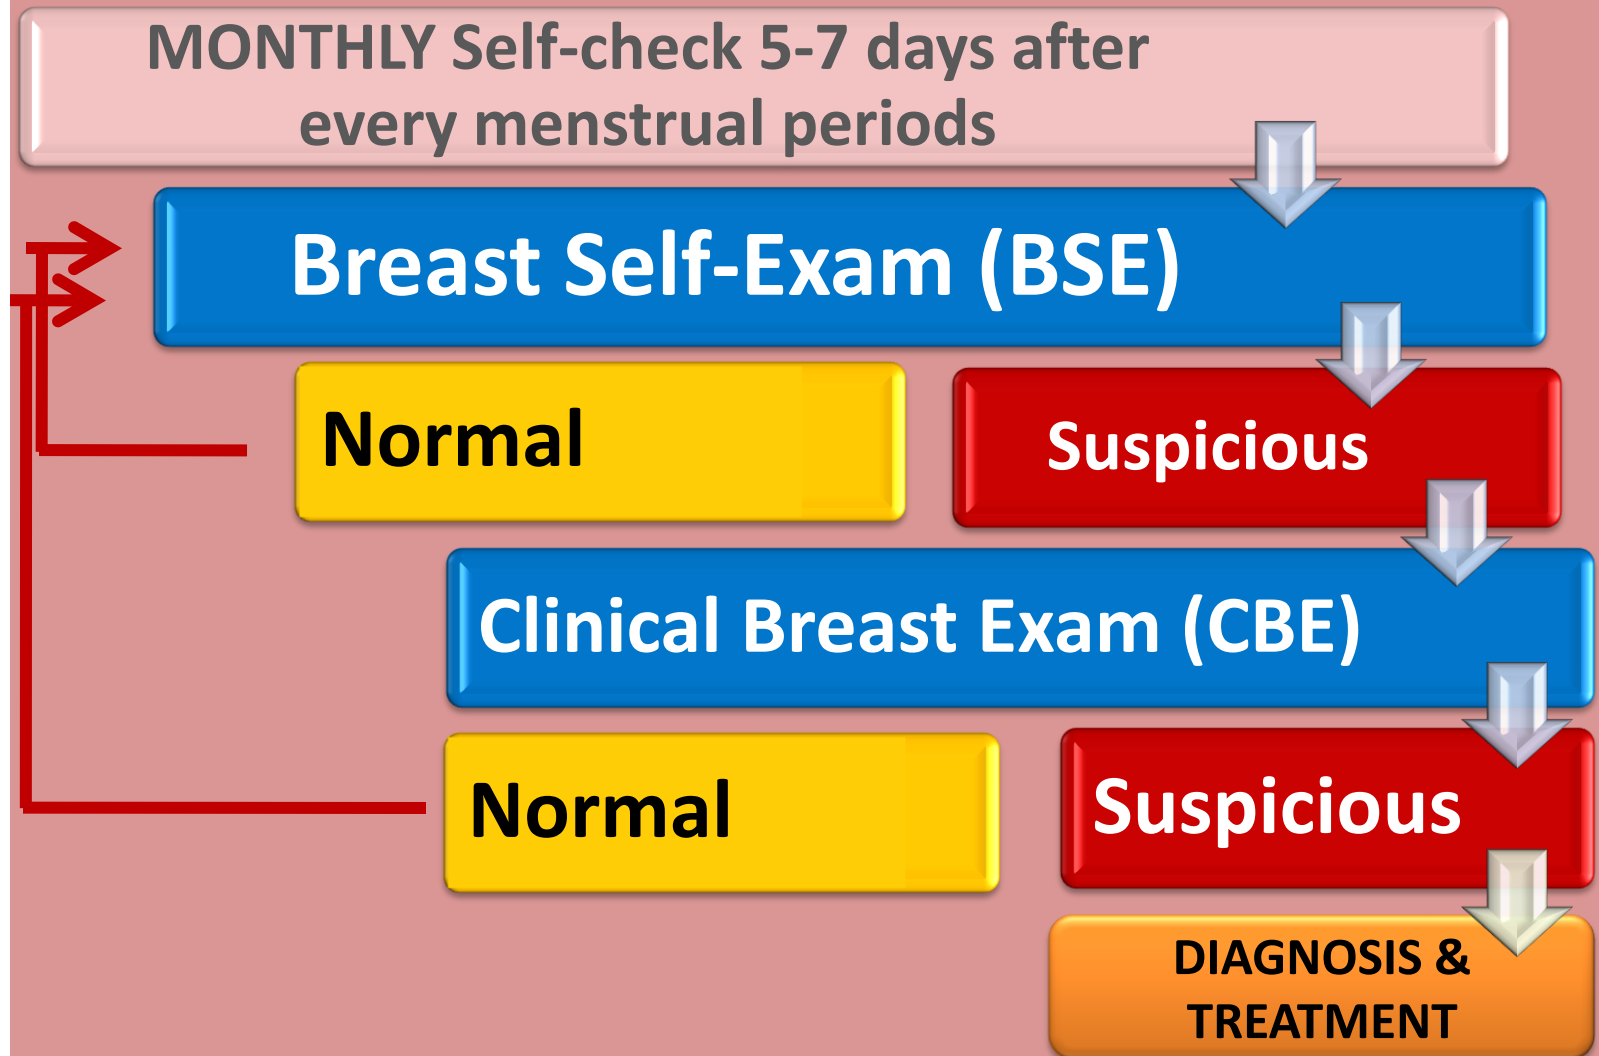 MONTHLY Self-check 5-7 days after
every menstrual periods
Breast Self-Exam (BSE)
Normal
Suspicious
Clinical Breast Exam (CBE)
Normal
Suspicious
DIAGNOSIS &
TREATMENT